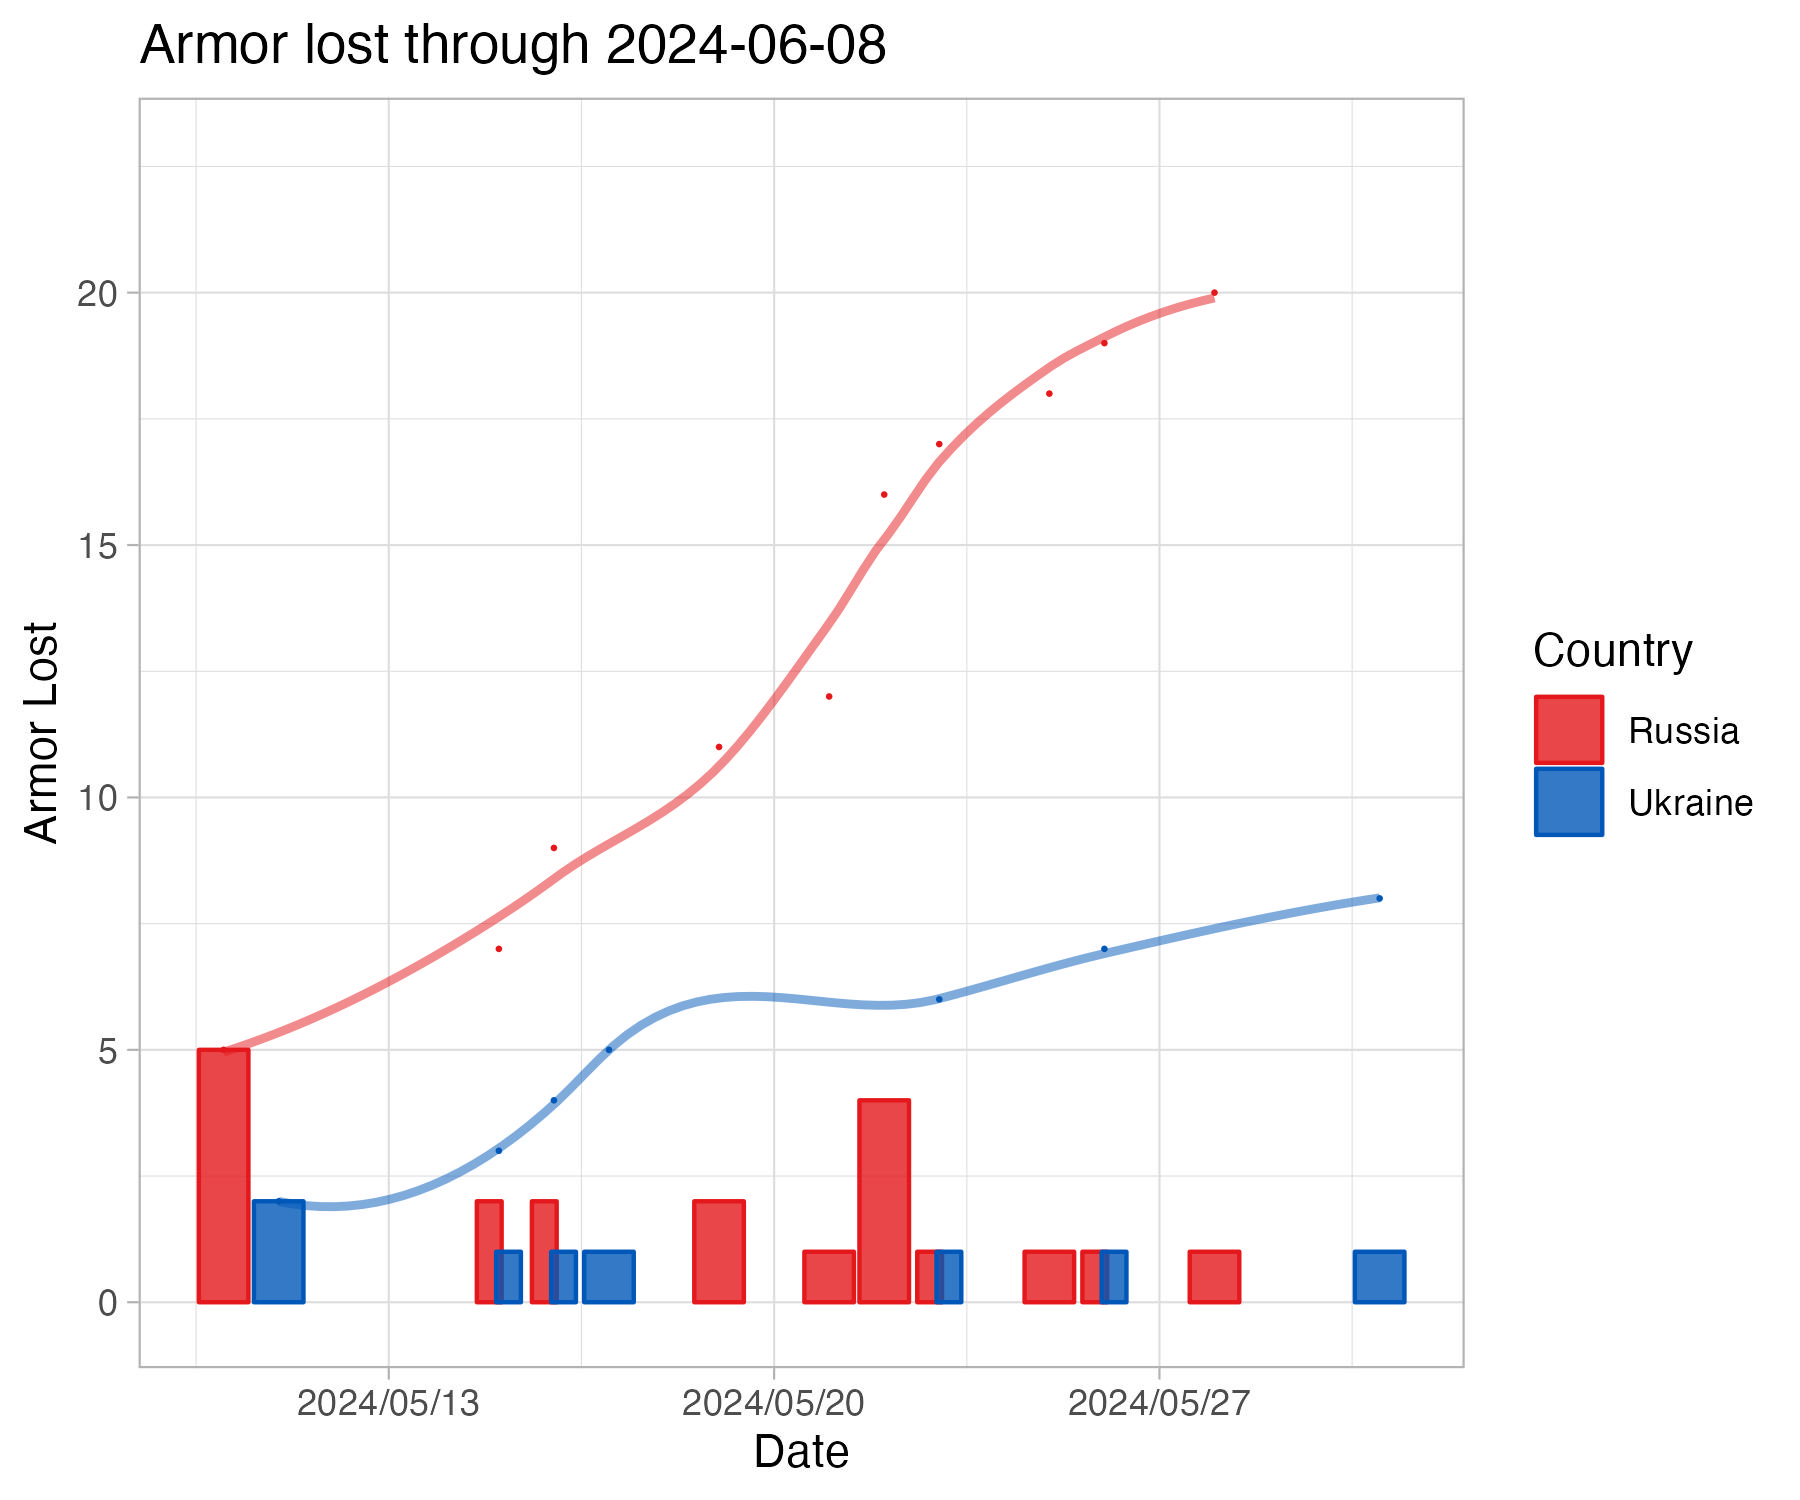 Armor lost through 2024-06-08
20
15
10
5
0
Armor Lost
2024/05/13
2024/05/20
2024/05/27
Date
Country
Russia
Ukraine